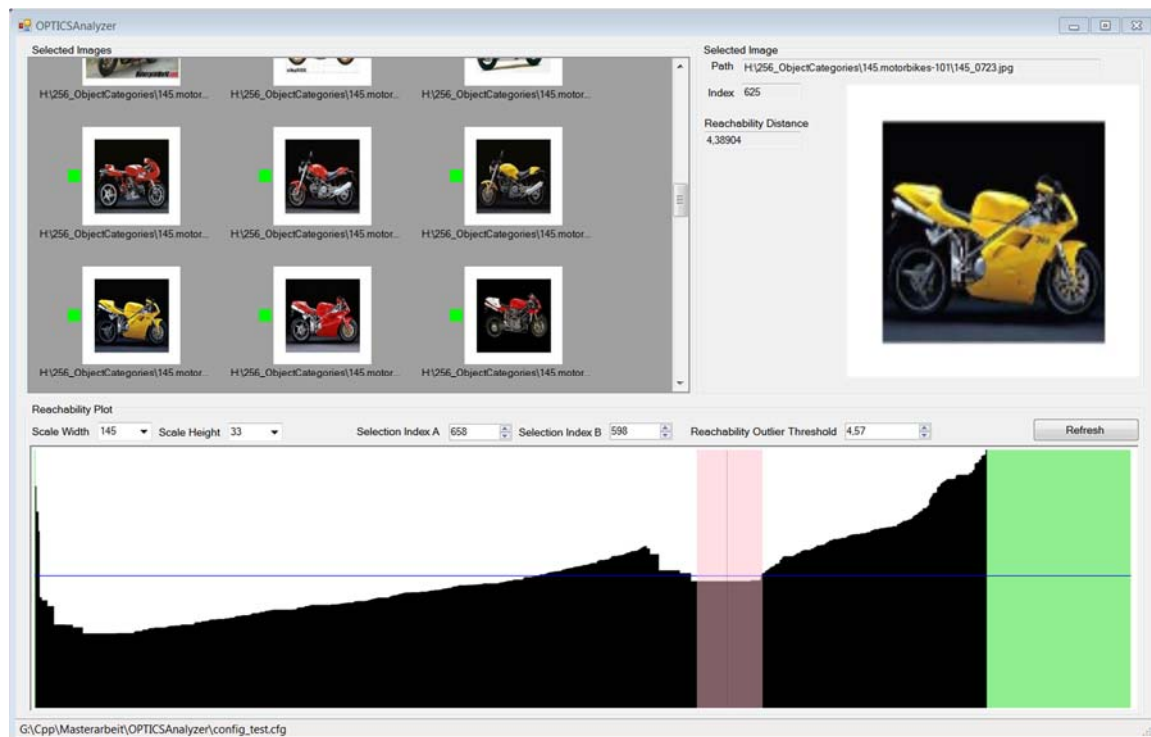 OPTICSAnalyzer
Selected Images
H:\256_ObjectCategories\145.motor... H:\256_ObjectCategories\145.motor... H:\256_ObjectCategories\145.motor...
H:\256_ObjectCategories\145.motor... H:\256_ObjectCategories\145.motor... H:\256_ObjectCategories\145.motor...
H:\256_ObjectCategories\145.motor... H:\256_ObjectCategories\145.motor... H:\256_ObjectCategories\145.motor...
Selected Image
Path H:\256_ObjectCategories\145.motorbikes-101\145_0723.jpg
Index 625
Reachability Distance
4,38904
Reachability Plot
Scale Width 145 Scale Height 33 Selection Index A 658 Selection Index B 598 Reachability Outlier Threshold 4,57 Refresh
G:\Cpp\Masterarbeit\OPTICSAnalyzer\config_test.cfg